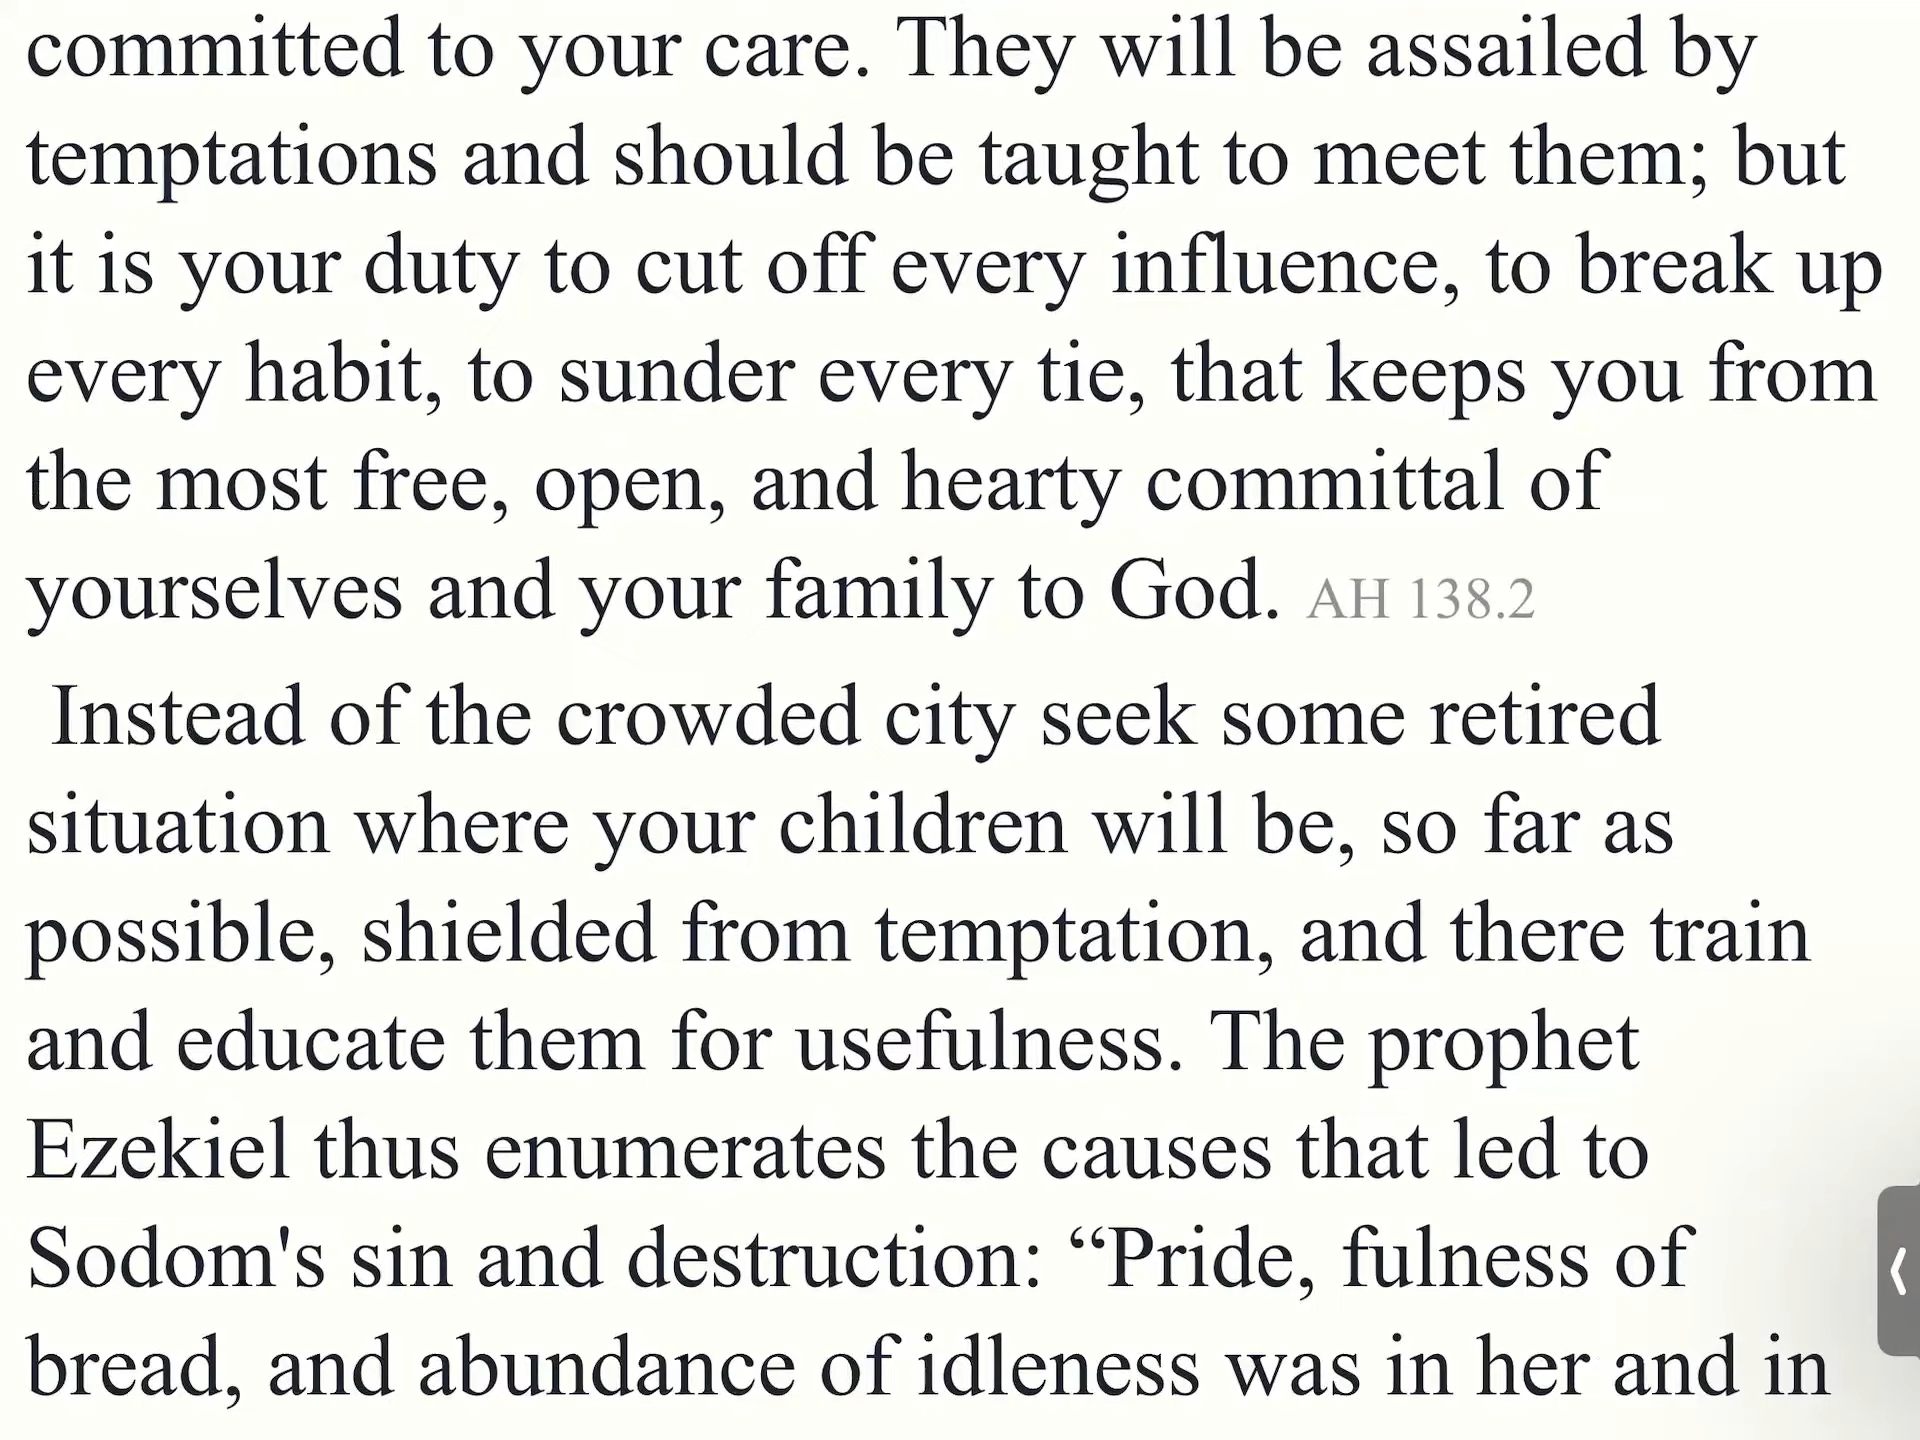 committed to your care. They will be assailed by
temptations and should be taught to meet them; but
it is your duty to cut off every influence, to break up
every habit, to sunder every tie, that keeps you from
the most free, open, and hearty committal of
yourselves and your family to God. AH 138.2
Instead of the crowded city seek some retired
situation where your children will be, so far as
possible, shielded from temptation, and there train
and educate them for usefulness. The prophet
Ezekiel thus enumerates the causes that led to
Sodom's sin and destruction: “Pride, fulness of
bread, and abundance of idleness was in her and in